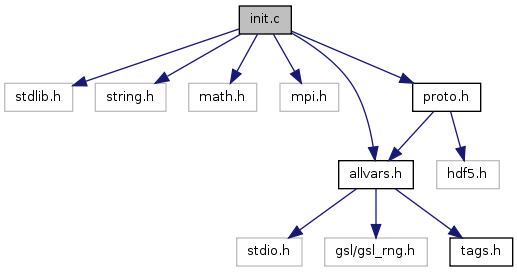 init.c
stdlib.h
string.h
math.h
mpi.h
proto.h
allvars.h
hdf5.h
stdio.h
gsl/gsl_rng.h
tags.h